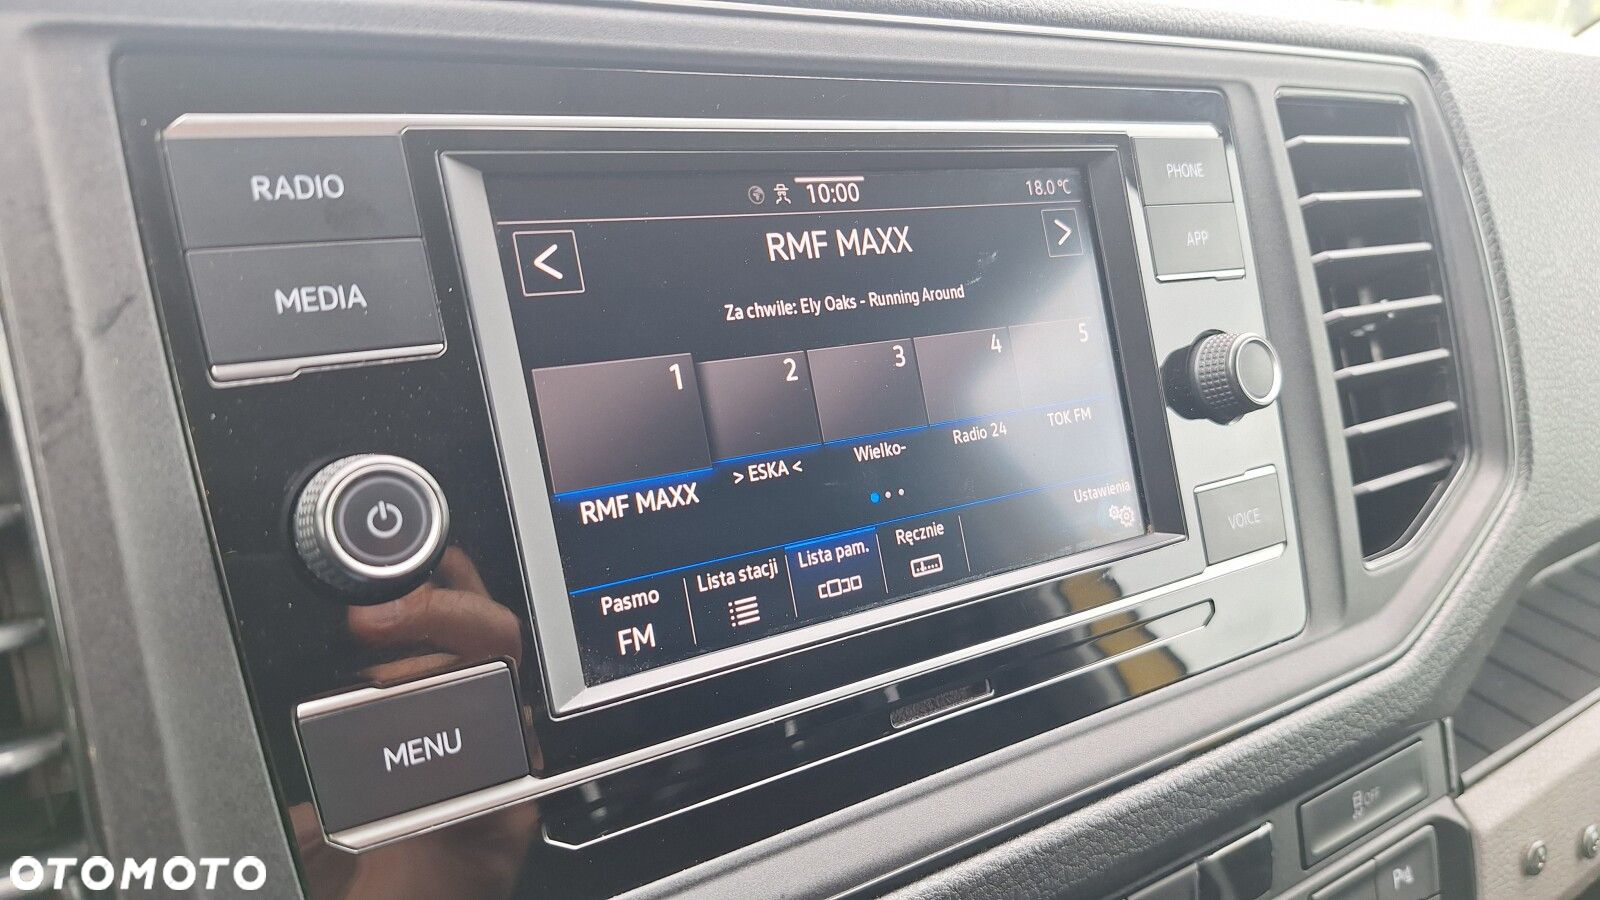 RADIO
MEDIA
MENU
10:00
18.0°C
<
RMF MAXX
>
Za chwile: Ely Oaks - Running Around
1
2
3
4
5
RMF MAXX
> ESKA <
Wielko-
Radio 24
TOK FM
Pasmo
FM
Lista stacji
Lista pam.
Ręcznie
Ustawienia
PHONE
APP
VOICE
OFF
P
OTOMOTO